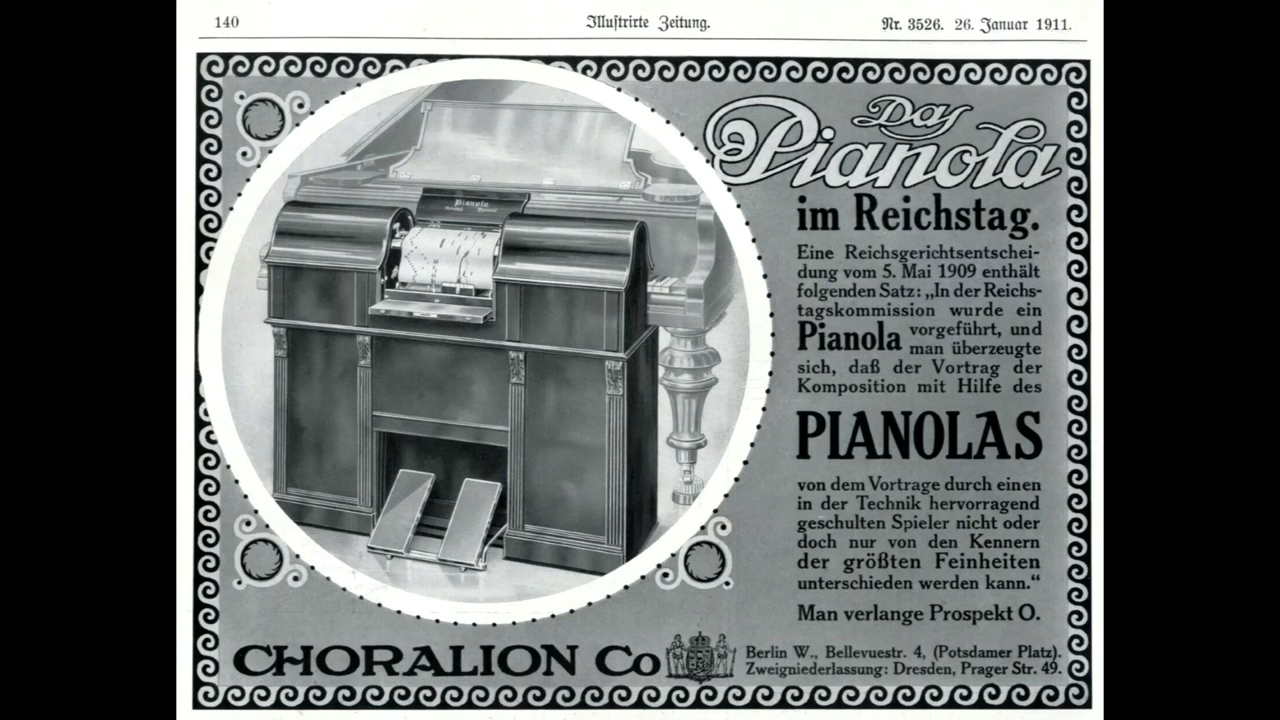 140 Illustrirte Zeitung. Nr. 3526. 26. Januar 1911.
Pianola
Das
Pianola
im Reichstag.
Eine Reichsgerichtsentschei-
dung vom 5. Mai 1909 enthält
folgenden Satz: „In der Reichs-
tagskommission wurde ein
Pianola vorgeführt, und
man überzeugte
sich, daß der Vortrag der
Komposition mit Hilfe des
PIANOLAS
von dem Vortrage durch einen
in der Technik hervorragend
geschulten Spieler nicht oder
doch nur von den Kennern
der größten Feinheiten
unterschieden werden kann.“
Man verlange Prospekt O.
CHORALION Co
Berlin W., Bellevuestr. 4, (Potsdamer Platz).
Zweigniederlassung: Dresden, Prager Str. 49.